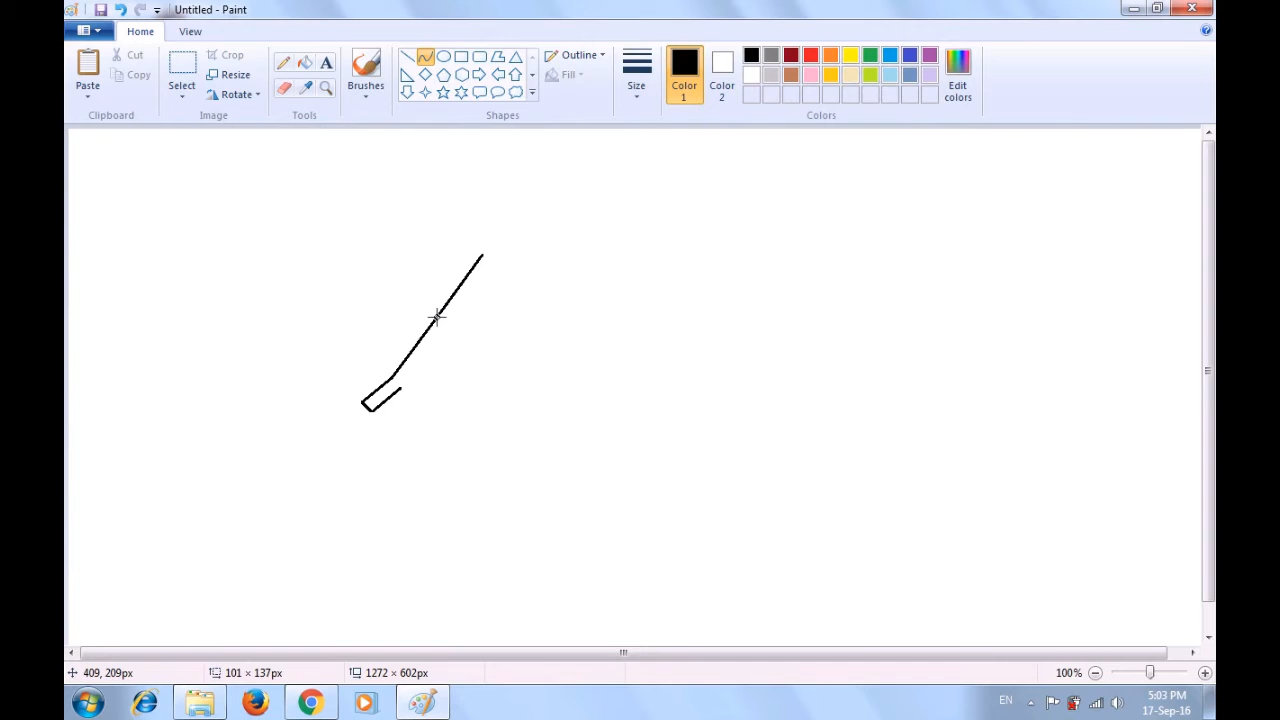 Untitled - Paint
Home View
Paste
Cut
Copy
Clipboard
Select
Crop
Resize
Rotate
Image
A
Tools
Brushes
Outline
Fill
Shapes
Size
Color 1
Color 2
Edit colors
Colors
409, 209px 101 × 137px 1272 × 602px 100%
EN 5:03 PM
17-Sep-16